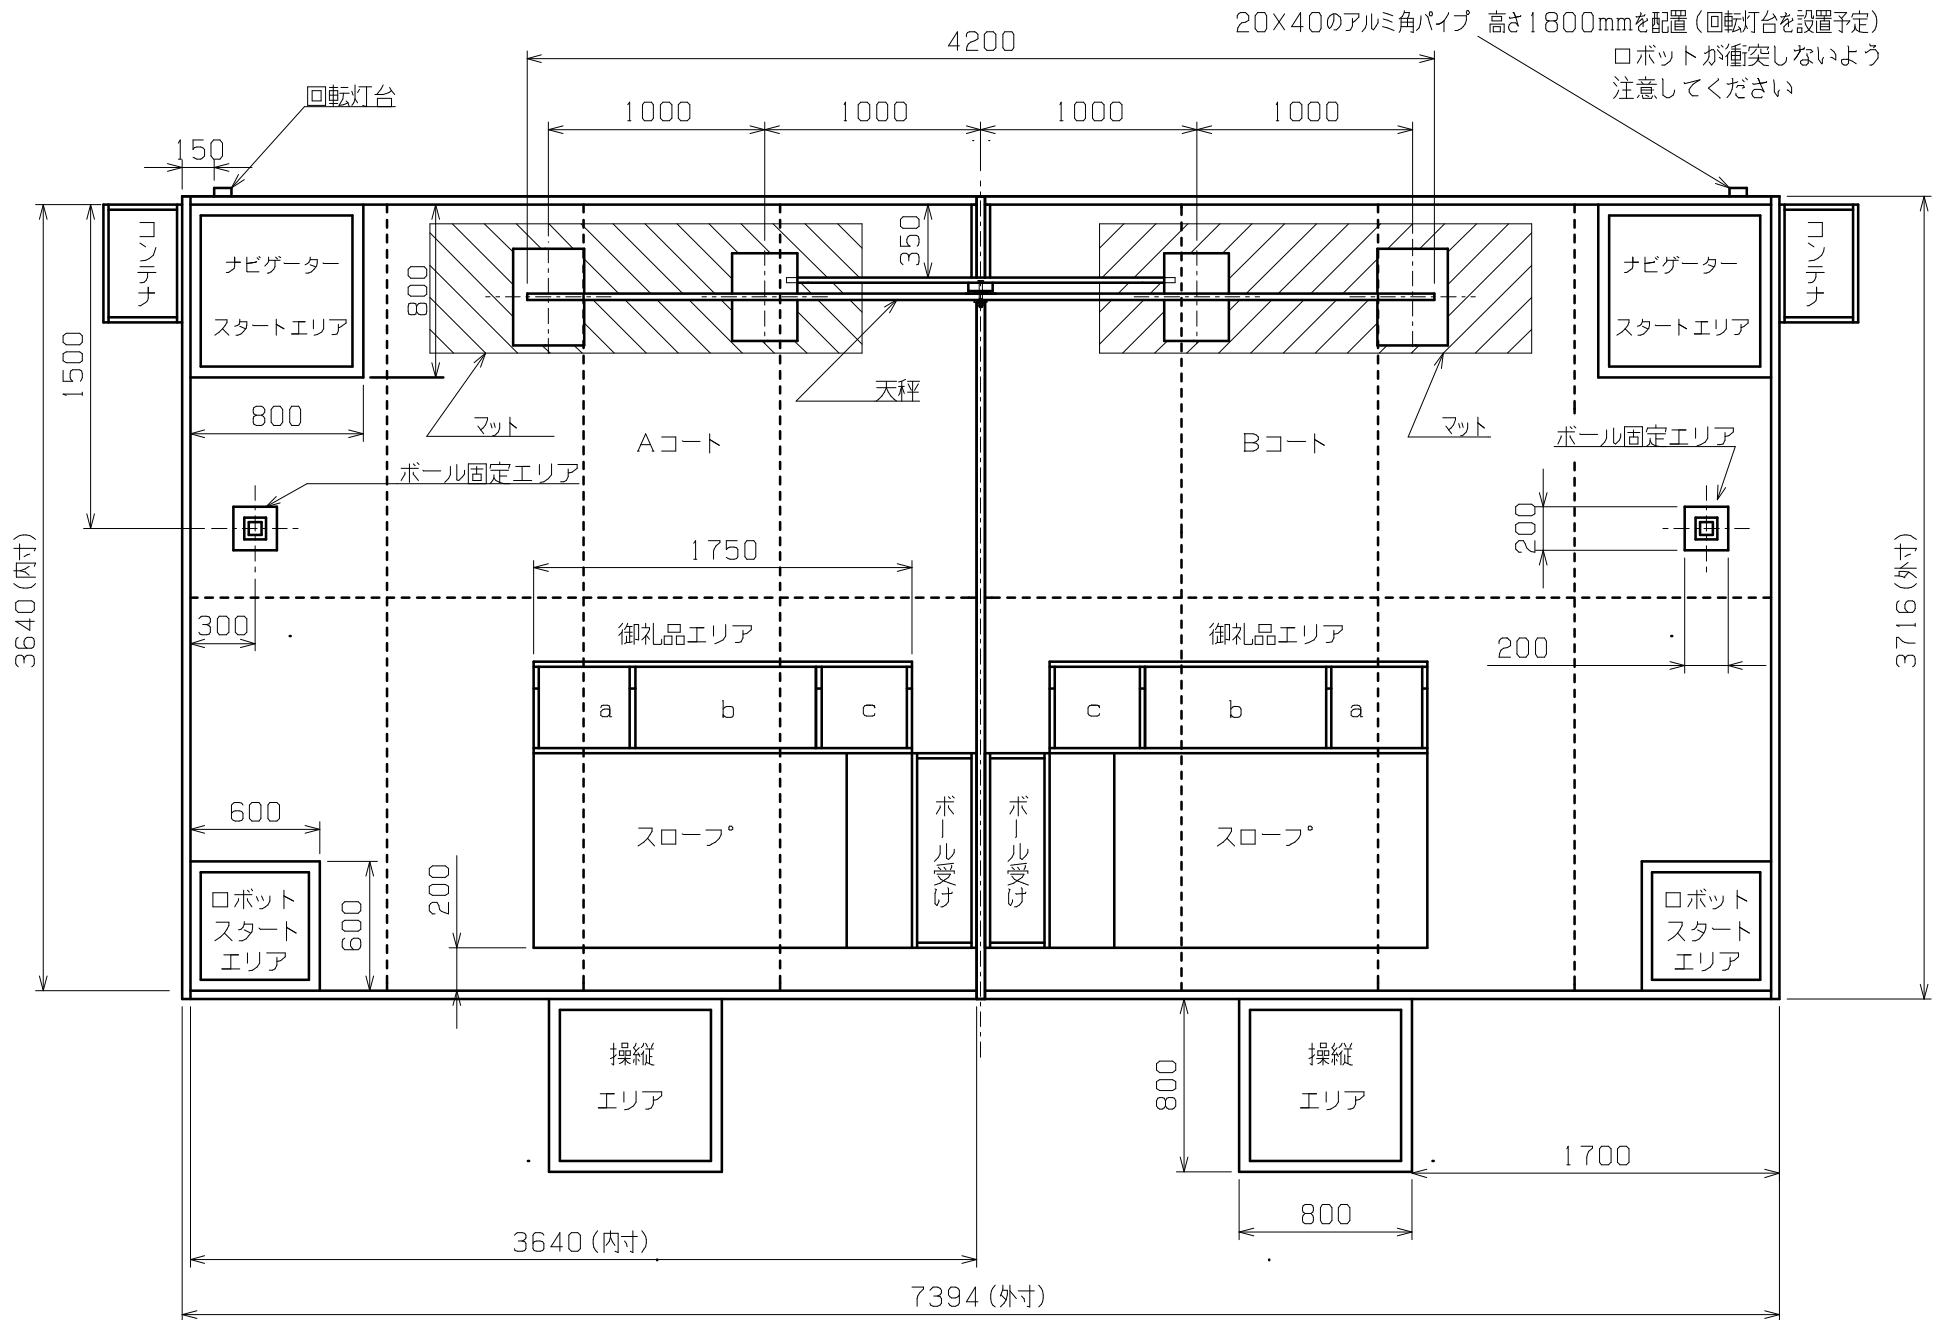 20×40のアルミ角パイプ 高さ1800mmを配置(回転灯台を設置予定)
ロボットが衝突しないよう
注意してください
4200
回転灯台
1000
1000
1000
1000
150
コンテナ
ナビゲーター
スタートエリア
800
350
ナビゲーター
スタートエリア
コンテナ
1500
800
マット
天秤
マット
Aコート
Bコート
ボール固定エリア
ボール固定エリア
200
1750
3640(内寸)
3716(外寸)
300
御礼品エリア
御礼品エリア
200
a
b
c
c
b
a
600
スロープ
ボール受け
ボール受け
スロープ
200
600
ロボット
スタート
エリア
ロボット
スタート
エリア
操縦
エリア
操縦
エリア
800
1700
800
3640(内寸)
7394(外寸)